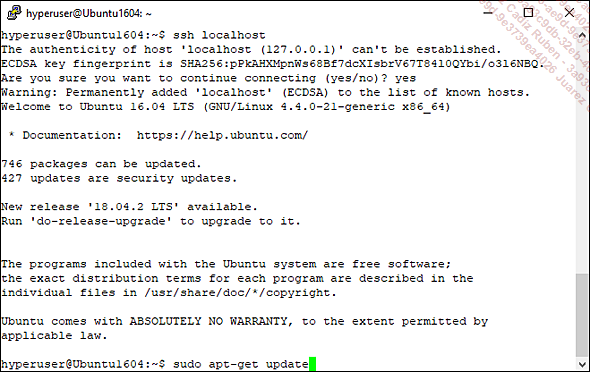 hyperuser@Ubuntu1604: ~
hyperuser@Ubuntu1604:~$ ssh localhost
The authenticity of host 'localhost (127.0.0.1)' can't be established.
ECDSA key fingerprint is SHA256:pPkAHXMpnWs68Bf7dcXIsbrV67T84l0QYbi/o3l6NBQ.
Are you sure you want to continue connecting (yes/no)? yes
Warning: Permanently added 'localhost' (ECDSA) to the list of known hosts.
Welcome to Ubuntu 16.04 LTS (GNU/Linux 4.4.0-21-generic x86_64)
* Documentation:  https://help.ubuntu.com/
746 packages can be updated.
427 updates are security updates.
New release '18.04.2 LTS' available.
Run 'do-release-upgrade' to upgrade to it.
The programs included with the Ubuntu system are free software;
the exact distribution terms for each program are described in the
individual files in /usr/share/doc/*/copyright.
Ubuntu comes with ABSOLUTELY NO WARRANTY, to the extent permitted by
applicable law.
hyperuser@Ubuntu1604:~$ sudo apt-get update